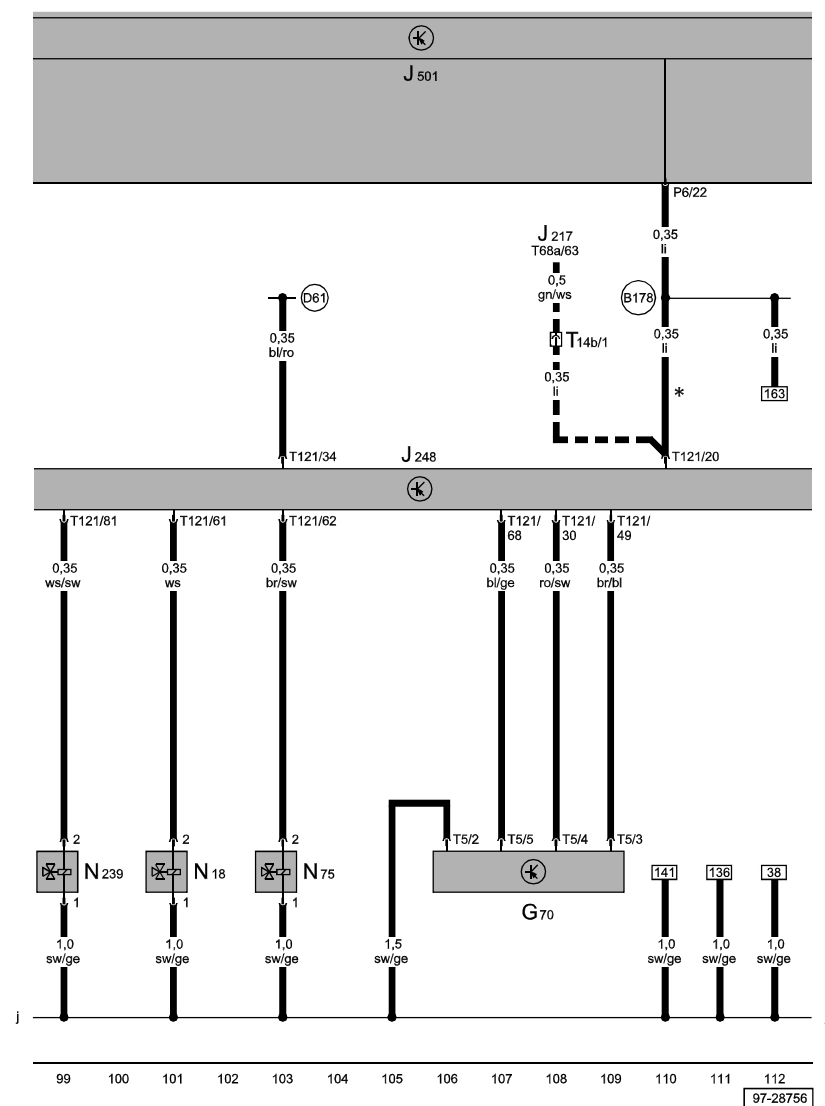 J 501
P6/22
J 217
T68a/63
0,35
li
0,5
gn/ws
D61
B178
0,35
bl/ro
T14b/1
0,35
li
0,35
li
0,35
li
*
163
T121/34
J 248
T121/20
T121/81
T121/61
T121/62
T121/
68
T121/
30
T121/
49
0,35
ws/sw
0,35
ws
0,35
br/sw
0,35
bl/ge
0,35
ro/sw
0,35
br/bl
2
2
2
T5/2
T5/5
T5/4
T5/3
N 239
N 18
N 75
141
136
38
1
1
1
G70
1,0
sw/ge
1,0
sw/ge
1,0
sw/ge
1,5
sw/ge
1,0
sw/ge
1,0
sw/ge
1,0
sw/ge
j
99 100 101 102 103 104 105 106 107 108 109 110 111 112
97-28756